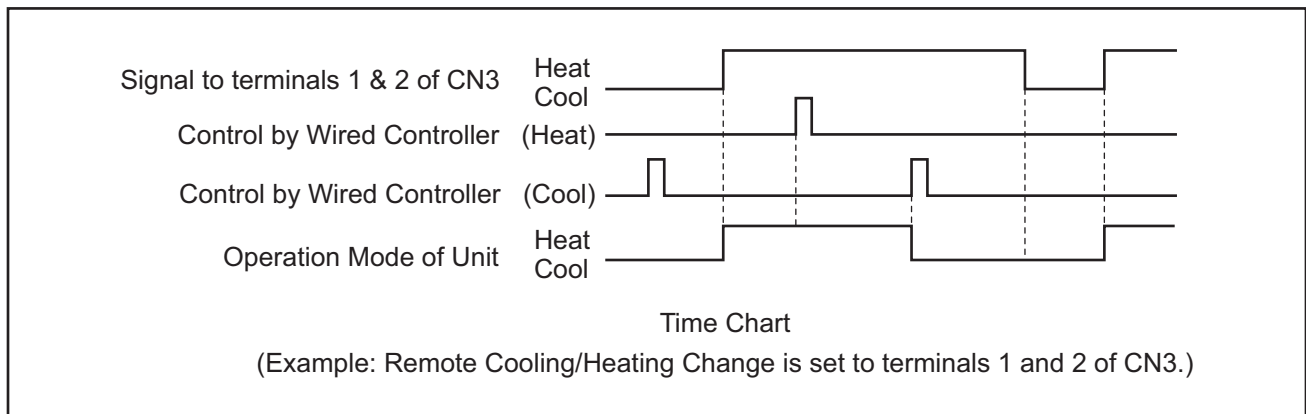 Signal to terminals 1 & 2 of CN3 Heat
Cool
Control by Wired Controller (Heat)
Control by Wired Controller (Cool)
Operation Mode of Unit Heat
Cool
Time Chart
(Example: Remote Cooling/Heating Change is set to terminals 1 and 2 of CN3.)